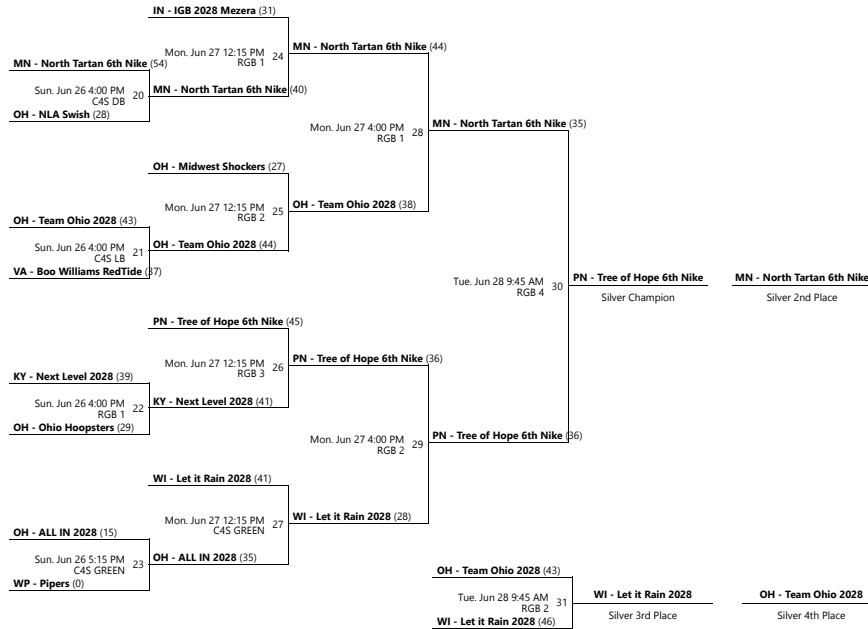 IN - IGB 2028 Mezera (31)
Mon. Jun 27 12:15 PM
RGB 1
24
MN - North Tartan 6th Nike (44)
MN - North Tartan 6th Nike (54)
Sun. Jun 26 4:00 PM
C4S DB
20
MN - North Tartan 6th Nike (40)
OH - NLA Swish (28)
Mon. Jun 27 4:00 PM
RGB 1
28
MN - North Tartan 6th Nike (35)
OH - Midwest Shockers (27)
Mon. Jun 27 12:15 PM
RGB 2
25
OH - Team Ohio 2028 (38)
OH - Team Ohio 2028 (43)
Sun. Jun 26 4:00 PM
C4S LB
21
OH - Team Ohio 2028 (44)
VA - Boo Williams RedTide (37)
Tue. Jun 28 9:45 AM
RGB 4
30
PN - Tree of Hope 6th Nike
Silver Champion
MN - North Tartan 6th Nike
Silver 2nd Place
PN - Tree of Hope 6th Nike (45)
Mon. Jun 27 12:15 PM
RGB 3
26
PN - Tree of Hope 6th Nike (36)
KY - Next Level 2028 (39)
Sun. Jun 26 4:00 PM
RGB 1
22
KY - Next Level 2028 (41)
OH - Ohio Hoopsters (29)
Mon. Jun 27 4:00 PM
RGB 2
29
PN - Tree of Hope 6th Nike (36)
WI - Let it Rain 2028 (41)
Mon. Jun 27 12:15 PM
C4S GREEN
27
WI - Let it Rain 2028 (28)
OH - ALL IN 2028 (15)
Sun. Jun 26 5:15 PM
C4S GREEN
23
OH - ALL IN 2028 (35)
WP - Pipers (0)
OH - Team Ohio 2028 (43)
Tue. Jun 28 9:45 AM
RGB 2
31
WI - Let it Rain 2028 (46)
WI - Let it Rain 2028
Silver 3rd Place
OH - Team Ohio 2028
Silver 4th Place